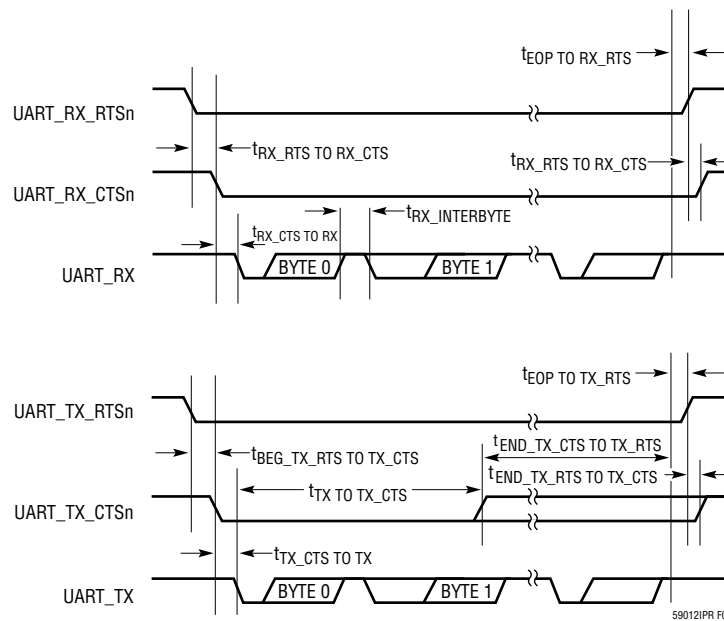 tEOP TO RX_RTS
UART_RX_RTSn
tRX_RTS TO RX_CTS
tRX_RTS TO RX_CTS
UART_RX_CTSn
tRX_INTERBYTE
tRX_CTS TO RX
UART_RX
BYTE 0
BYTE 1
tEOP TO TX_RTS
UART_TX_RTSn
tEND_TX_CTS TO TX_RTS
tBEG_TX_RTS TO TX_CTS
tEND_TX_RTS TO TX_CTS
tTX TO TX_CTS
UART_TX_CTSn
tTX_CTS TO TX
UART_TX
BYTE 0
BYTE 1
59012IPR F0